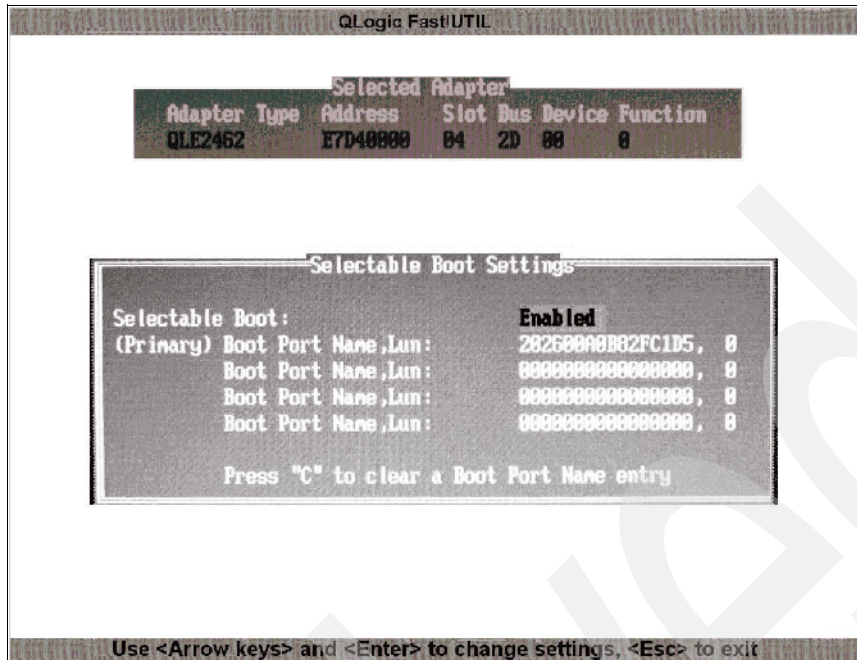 QLogic Fast!UTIL
Selected Adapter
Adapter Type Address Slot Bus Device Function
QLE2462 E7D40000 04 2D 00 0
Selectable Boot Settings
Selectable Boot: Enabled
(Primary) Boot Port Name,Lun: 202600A0B82FC1D5, 0
Boot Port Name,Lun: 0000000000000000, 0
Boot Port Name,Lun: 0000000000000000, 0
Boot Port Name,Lun: 0000000000000000, 0
Press "C" to clear a Boot Port Name entry
Use <Arrow keys> and <Enter> to change settings, <Esc> to exit